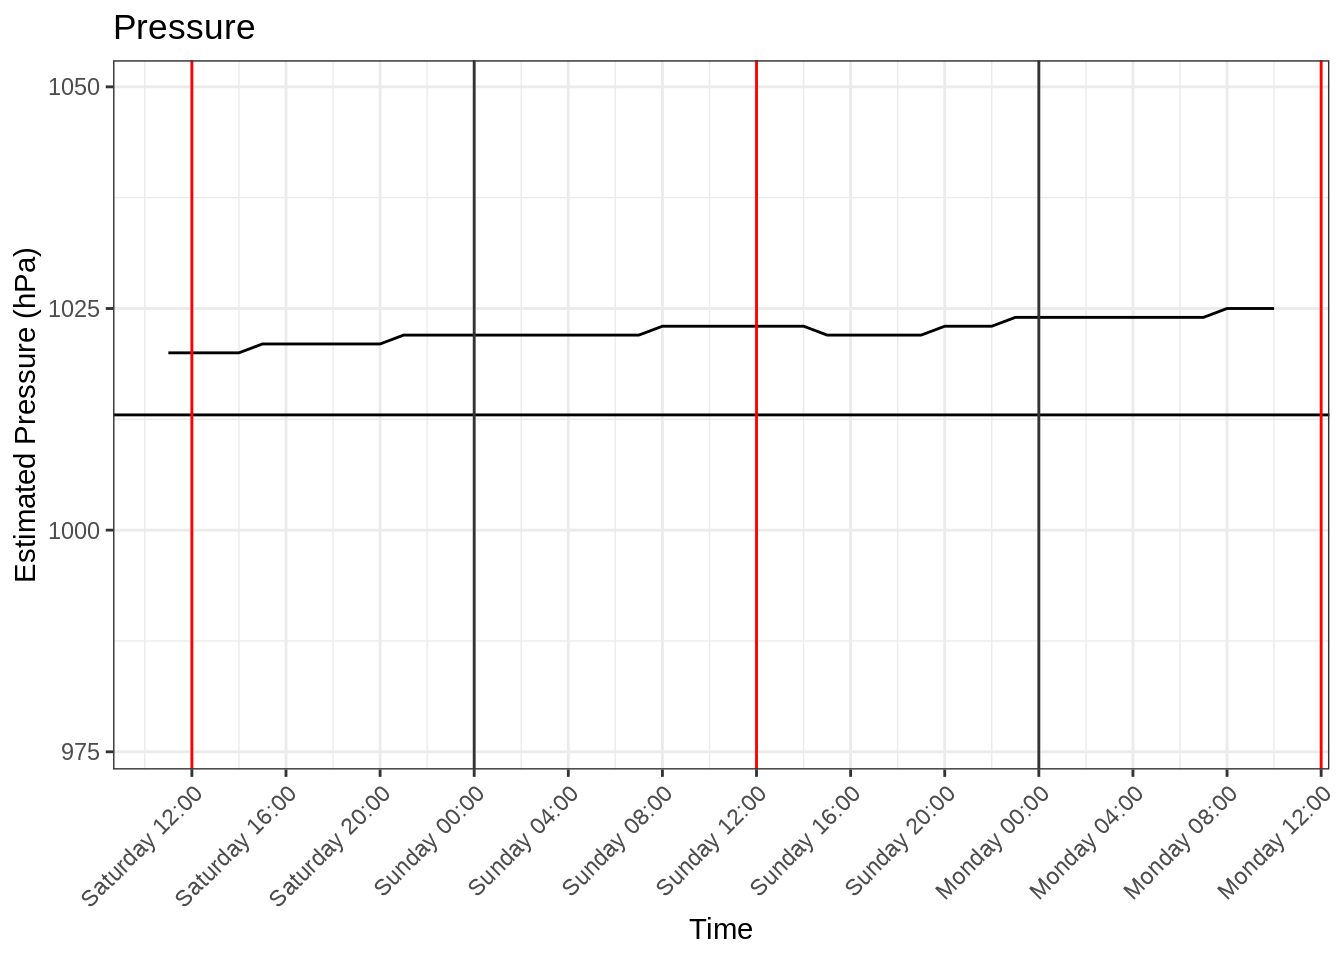 Pressure
Estimated Pressure (hPa)
1050
1025
1000
975
Saturday 12:00
Saturday 16:00
Saturday 20:00
Sunday 00:00
Sunday 04:00
Sunday 08:00
Sunday 12:00
Sunday 16:00
Sunday 20:00
Monday 00:00
Monday 04:00
Monday 08:00
Monday 12:00
Time